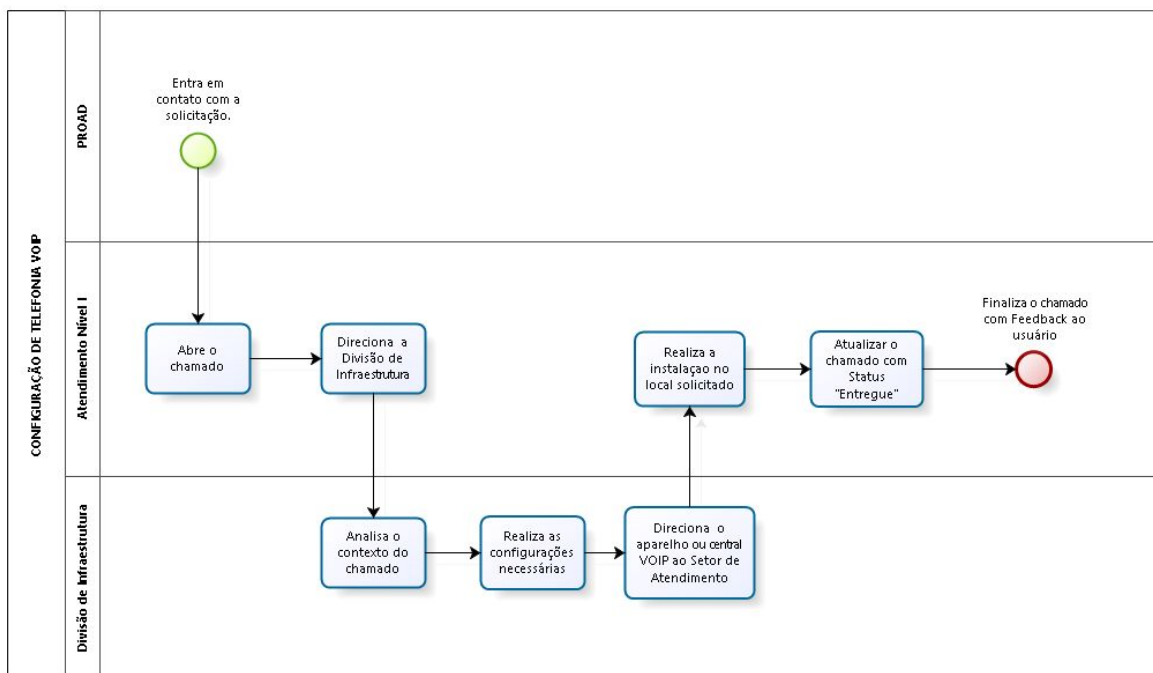 CONFIGURAÇÃO DE TELEFONIA VOIP
PROAD
Entra em
contato com a
solicitação.
Atendimento Nível I
Abre o
chamado
Direciona a
Divisão de
Infraestrutura
Realiza a
instalaçao no
local solicitado
Atualizar o
chamado com
Status
"Entregue"
Finaliza o chamado
com Feedback ao
usuário
Divisão de Infraestrutura
Analisa o
contexto do
chamado
Realiza as
configurações
necessárias
Direciona o
aparelho ou central
VOIP ao Setor de
Atendimento